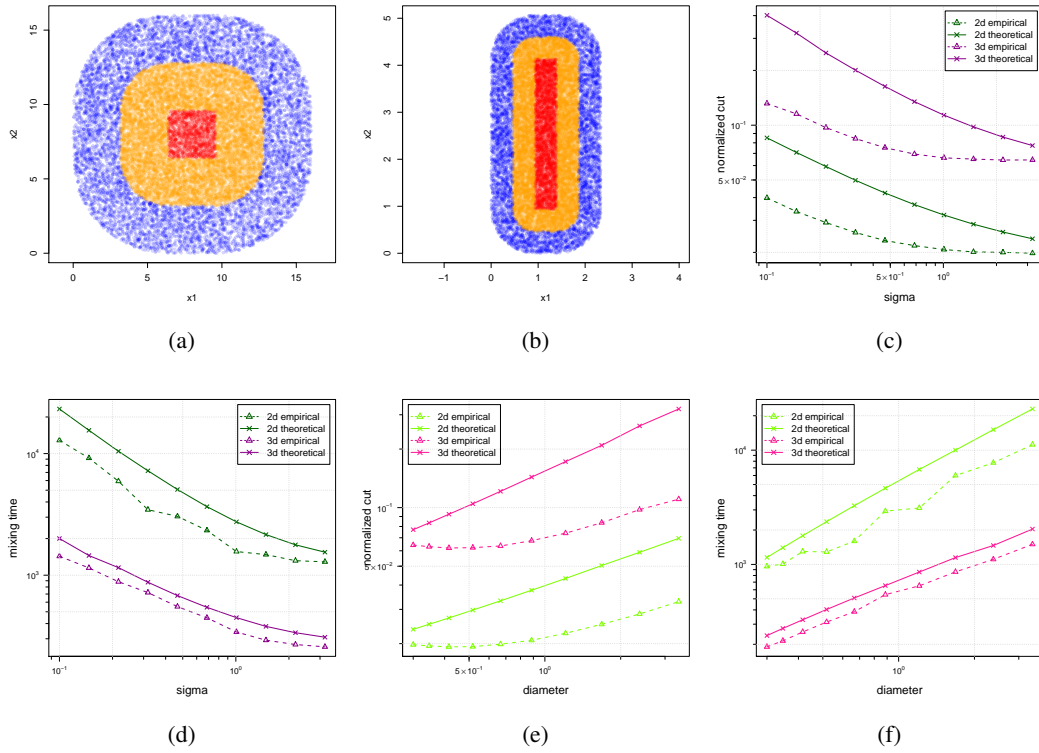 x2
0 5 10 15
0 5 10 15
x1
(a)
x2
0 1 2 3 4 5
−1 0 1 2 3 4
x1
(b)
normalized cut
10⁻¹
5×10⁻²
10⁻¹ 5×10⁻¹ 10⁰
sigma
2d empirical
2d theoretical
3d empirical
3d theoretical
(c)
mixing time
10⁴
10³
10⁻¹ 10⁰
sigma
2d empirical
2d theoretical
3d empirical
3d theoretical
(d)
normalized cut
10⁻¹
5×10⁻²
5×10⁻¹ 10⁰
diameter
2d empirical
2d theoretical
3d empirical
3d theoretical
(e)
mixing time
10⁴
10³
10⁰
diameter
2d empirical
2d theoretical
3d empirical
3d theoretical
(f)